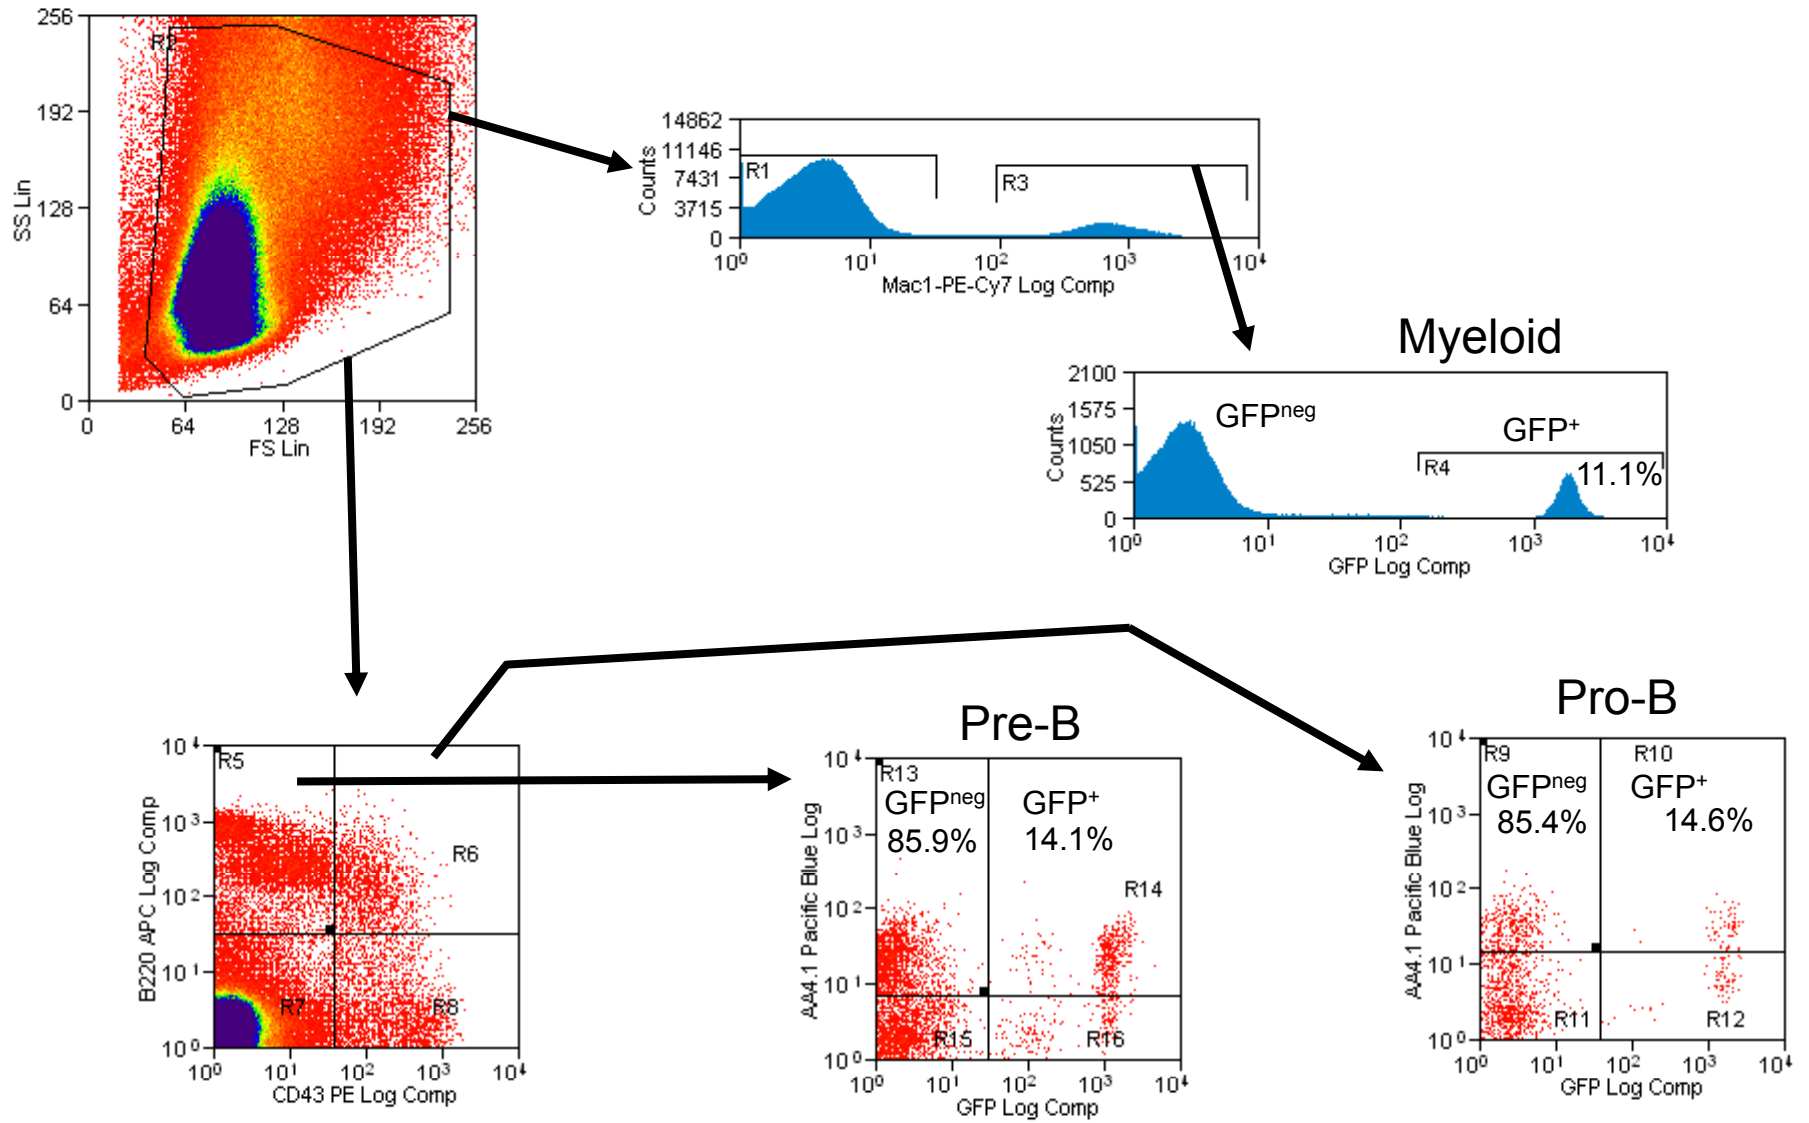 256
192
128
64
0
SS Lin
R2
0 64 128 192 256
FS Lin
14862
11146
7431
3715
0
Counts
R1
R3
10⁰ 10¹ 10² 10³ 10⁴
Mac1-PE-Cy7 Log Comp
Myeloid
2100
1575
1050
525
0
Counts
GFPneg
GFP+
R4
11.1%
10⁰ 10¹ 10² 10³ 10⁴
GFP Log Comp
10⁴
10³
10²
10¹
10⁰
B220 APC Log Comp
R5
R6
R7
R8
10⁰ 10¹ 10² 10³ 10⁴
CD43 PE Log Comp
Pre-B
10⁴
10³
10²
10¹
10⁰
AA4.1 Pacific Blue Log
R13
GFPneg GFP+
85.9% 14.1%
R14
R15
R16
10⁰ 10¹ 10² 10³ 10⁴
GFP Log Comp
Pro-B
10⁴
10³
10²
10¹
10⁰
AA4.1 Pacific Blue Log
R9 R10
GFPneg GFP+
85.4% 14.6%
R11
R12
10⁰ 10¹ 10² 10³ 10⁴
GFP Log Comp